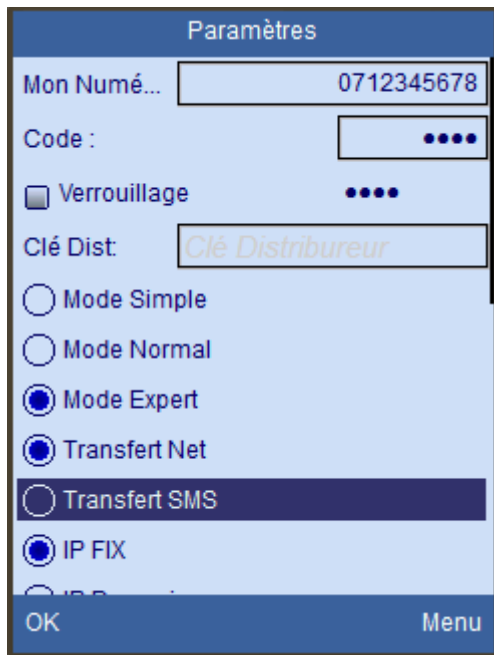 Paramètres
Mon Numé... 0712345678
Code : ••••
Verrouillage ••••
Clé Dist: Clé Distribureur
Mode Simple
Mode Normal
Mode Expert
Transfert Net
Transfert SMS
IP FIX
IP
OK Menu